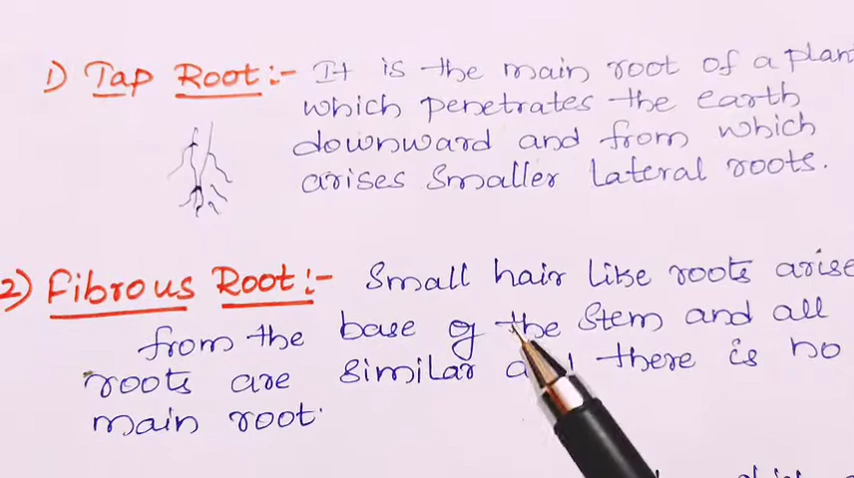 1) Tap Root:- It is the main root of a plant
which penetrates the earth
downward and from which
arises smaller lateral roots.
2) Fibrous Root:- Small hair like roots arise
from the base of the stem and all
roots are similar there is no
main root.